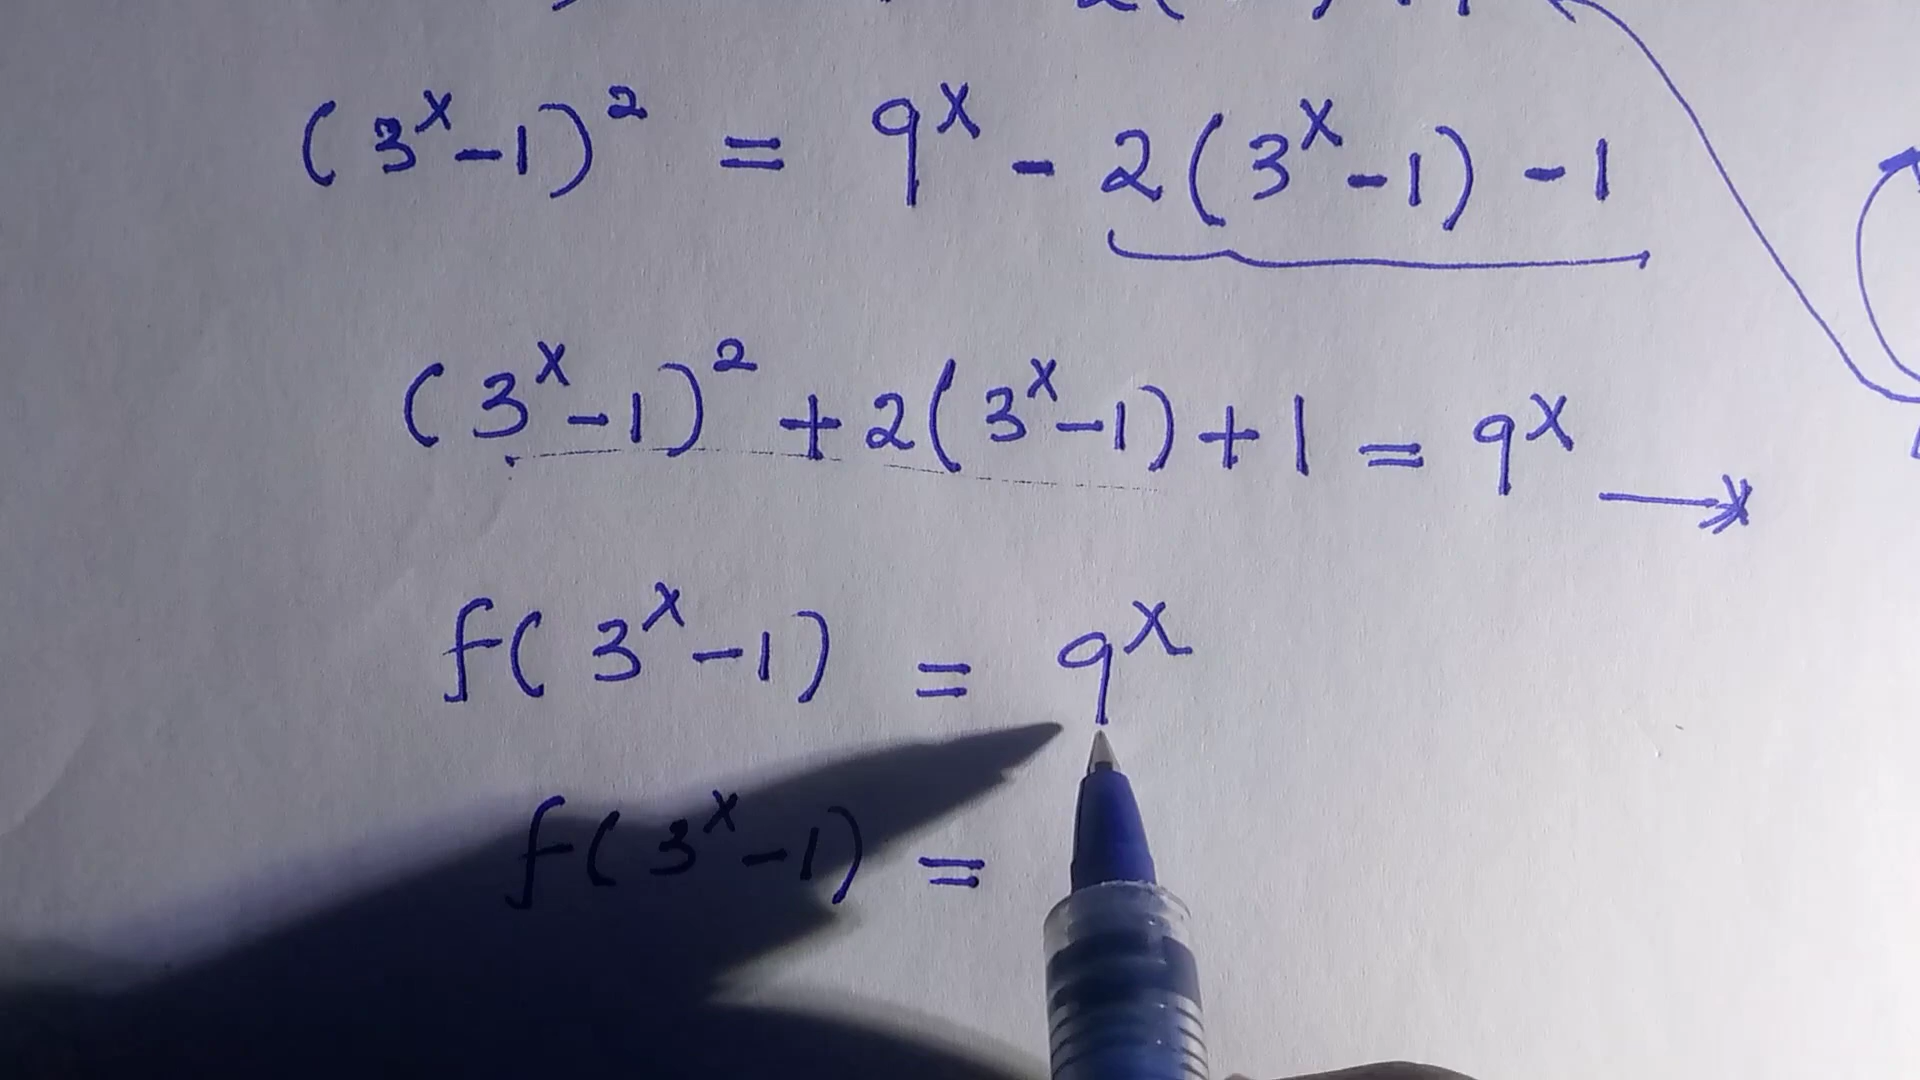 (3^x-1)^2 = 9^x - 2(3^x-1) - 1
(3^x-1)^2 + 2(3^x-1) + 1 = 9^x →
f(3^x-1) = 9^x
f(3^x-1) =